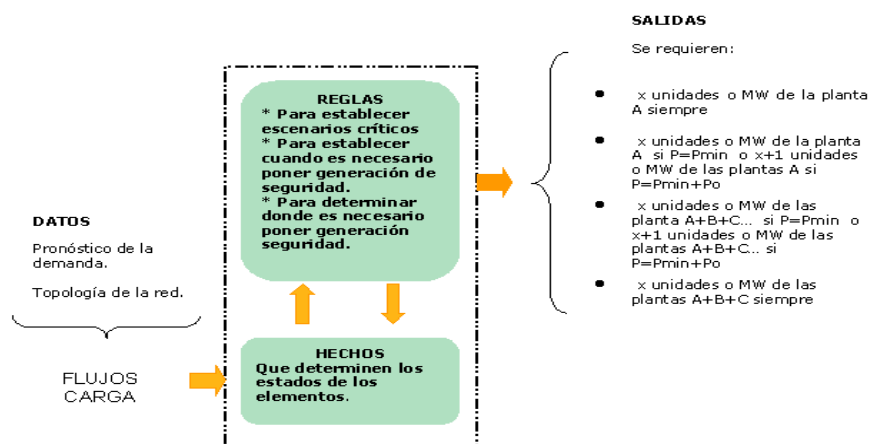 DATOS
Pronóstico de la
demanda.
Topología de la red.
FLUJOS
CARGA
REGLAS
* Para establecer
escenarios críticos
* Para establecer
cuando es necesario
poner generación de
seguridad.
* Para determinar
donde es necesario
poner generación
seguridad.
HECHOS
Que determinen los
estados de los
elementos.
SALIDAS
Se requieren:
• x unidades o MW de la planta
A siempre
• x unidades o MW de la planta
A si P=Pmin o x+1 unidades
o MW de las plantas A si
P=Pmin+Po
• x unidades o MW de las
planta A+B+C... si P=Pmin o
x+1 unidades o MW de las
plantas A+B+C.. si
P=Pmin+Po
• x unidades o MW de las
plantas A+B+C siempre